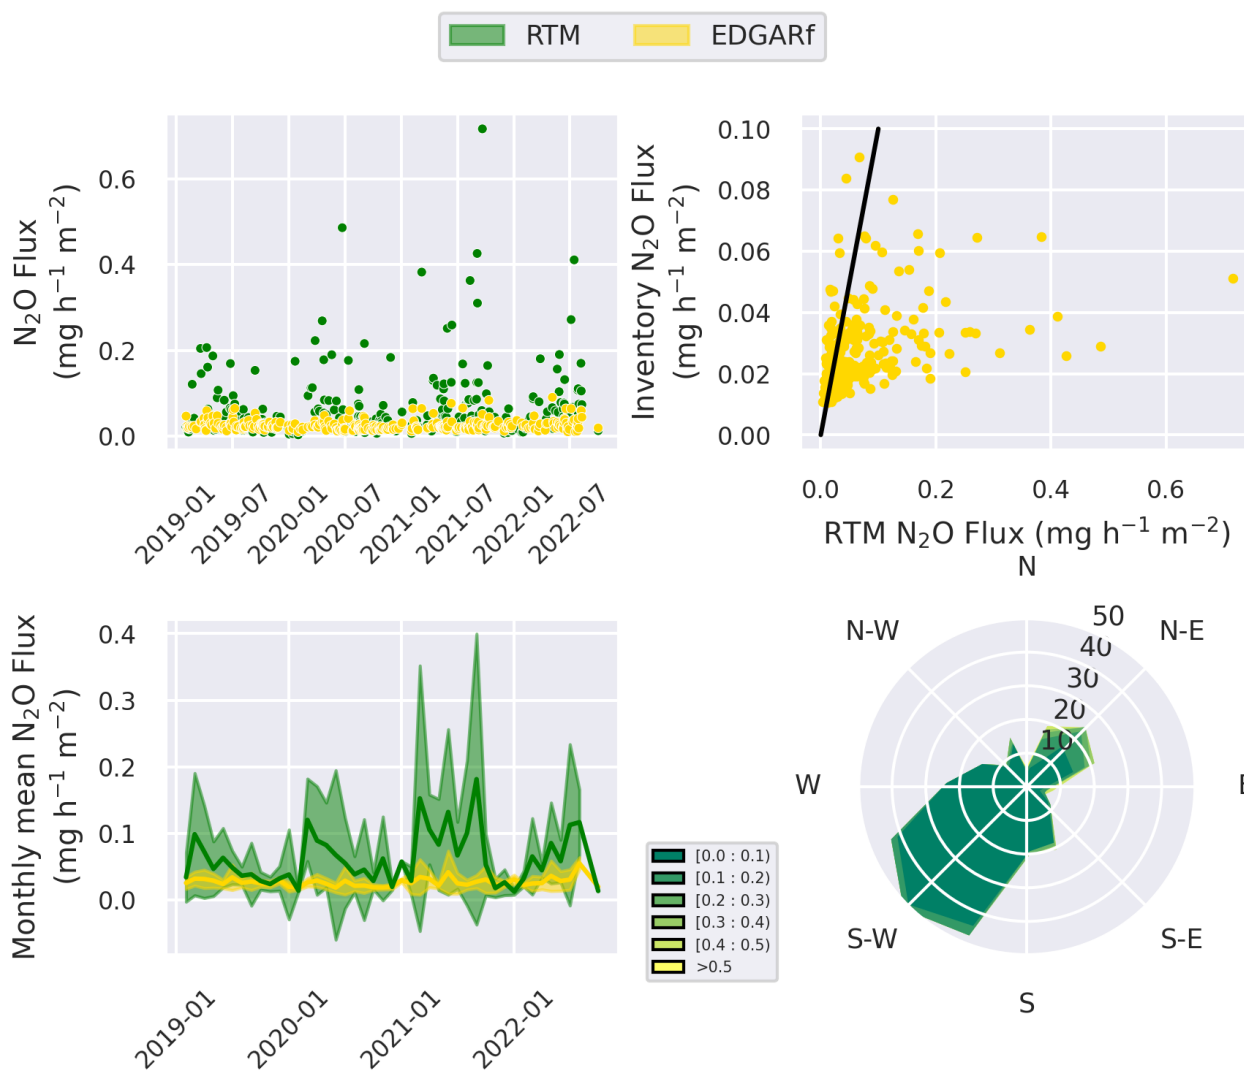 RTM EDGARf
N₂O Flux
(mg h⁻¹ m⁻²)
0.6
0.4
0.2
0.0
2019-01 2019-07 2020-01 2020-07 2021-01 2021-07 2022-01 2022-07
Inventory N₂O Flux
(mg h⁻¹ m⁻²)
0.10
0.08
0.06
0.04
0.02
0.00
0.0 0.2 0.4 0.6
RTM N₂O Flux (mg h⁻¹ m⁻²)
Monthly mean N₂O Flux
(mg h⁻¹ m⁻²)
0.4
0.3
0.2
0.1
0.0
2019-01 2020-01 2021-01 2022-01
[0.0 : 0.1)
[0.1 : 0.2)
[0.2 : 0.3)
[0.3 : 0.4)
[0.4 : 0.5)
>0.5
N
N-W N-E
50
40
30
20
10
W E
S-W S-E
S